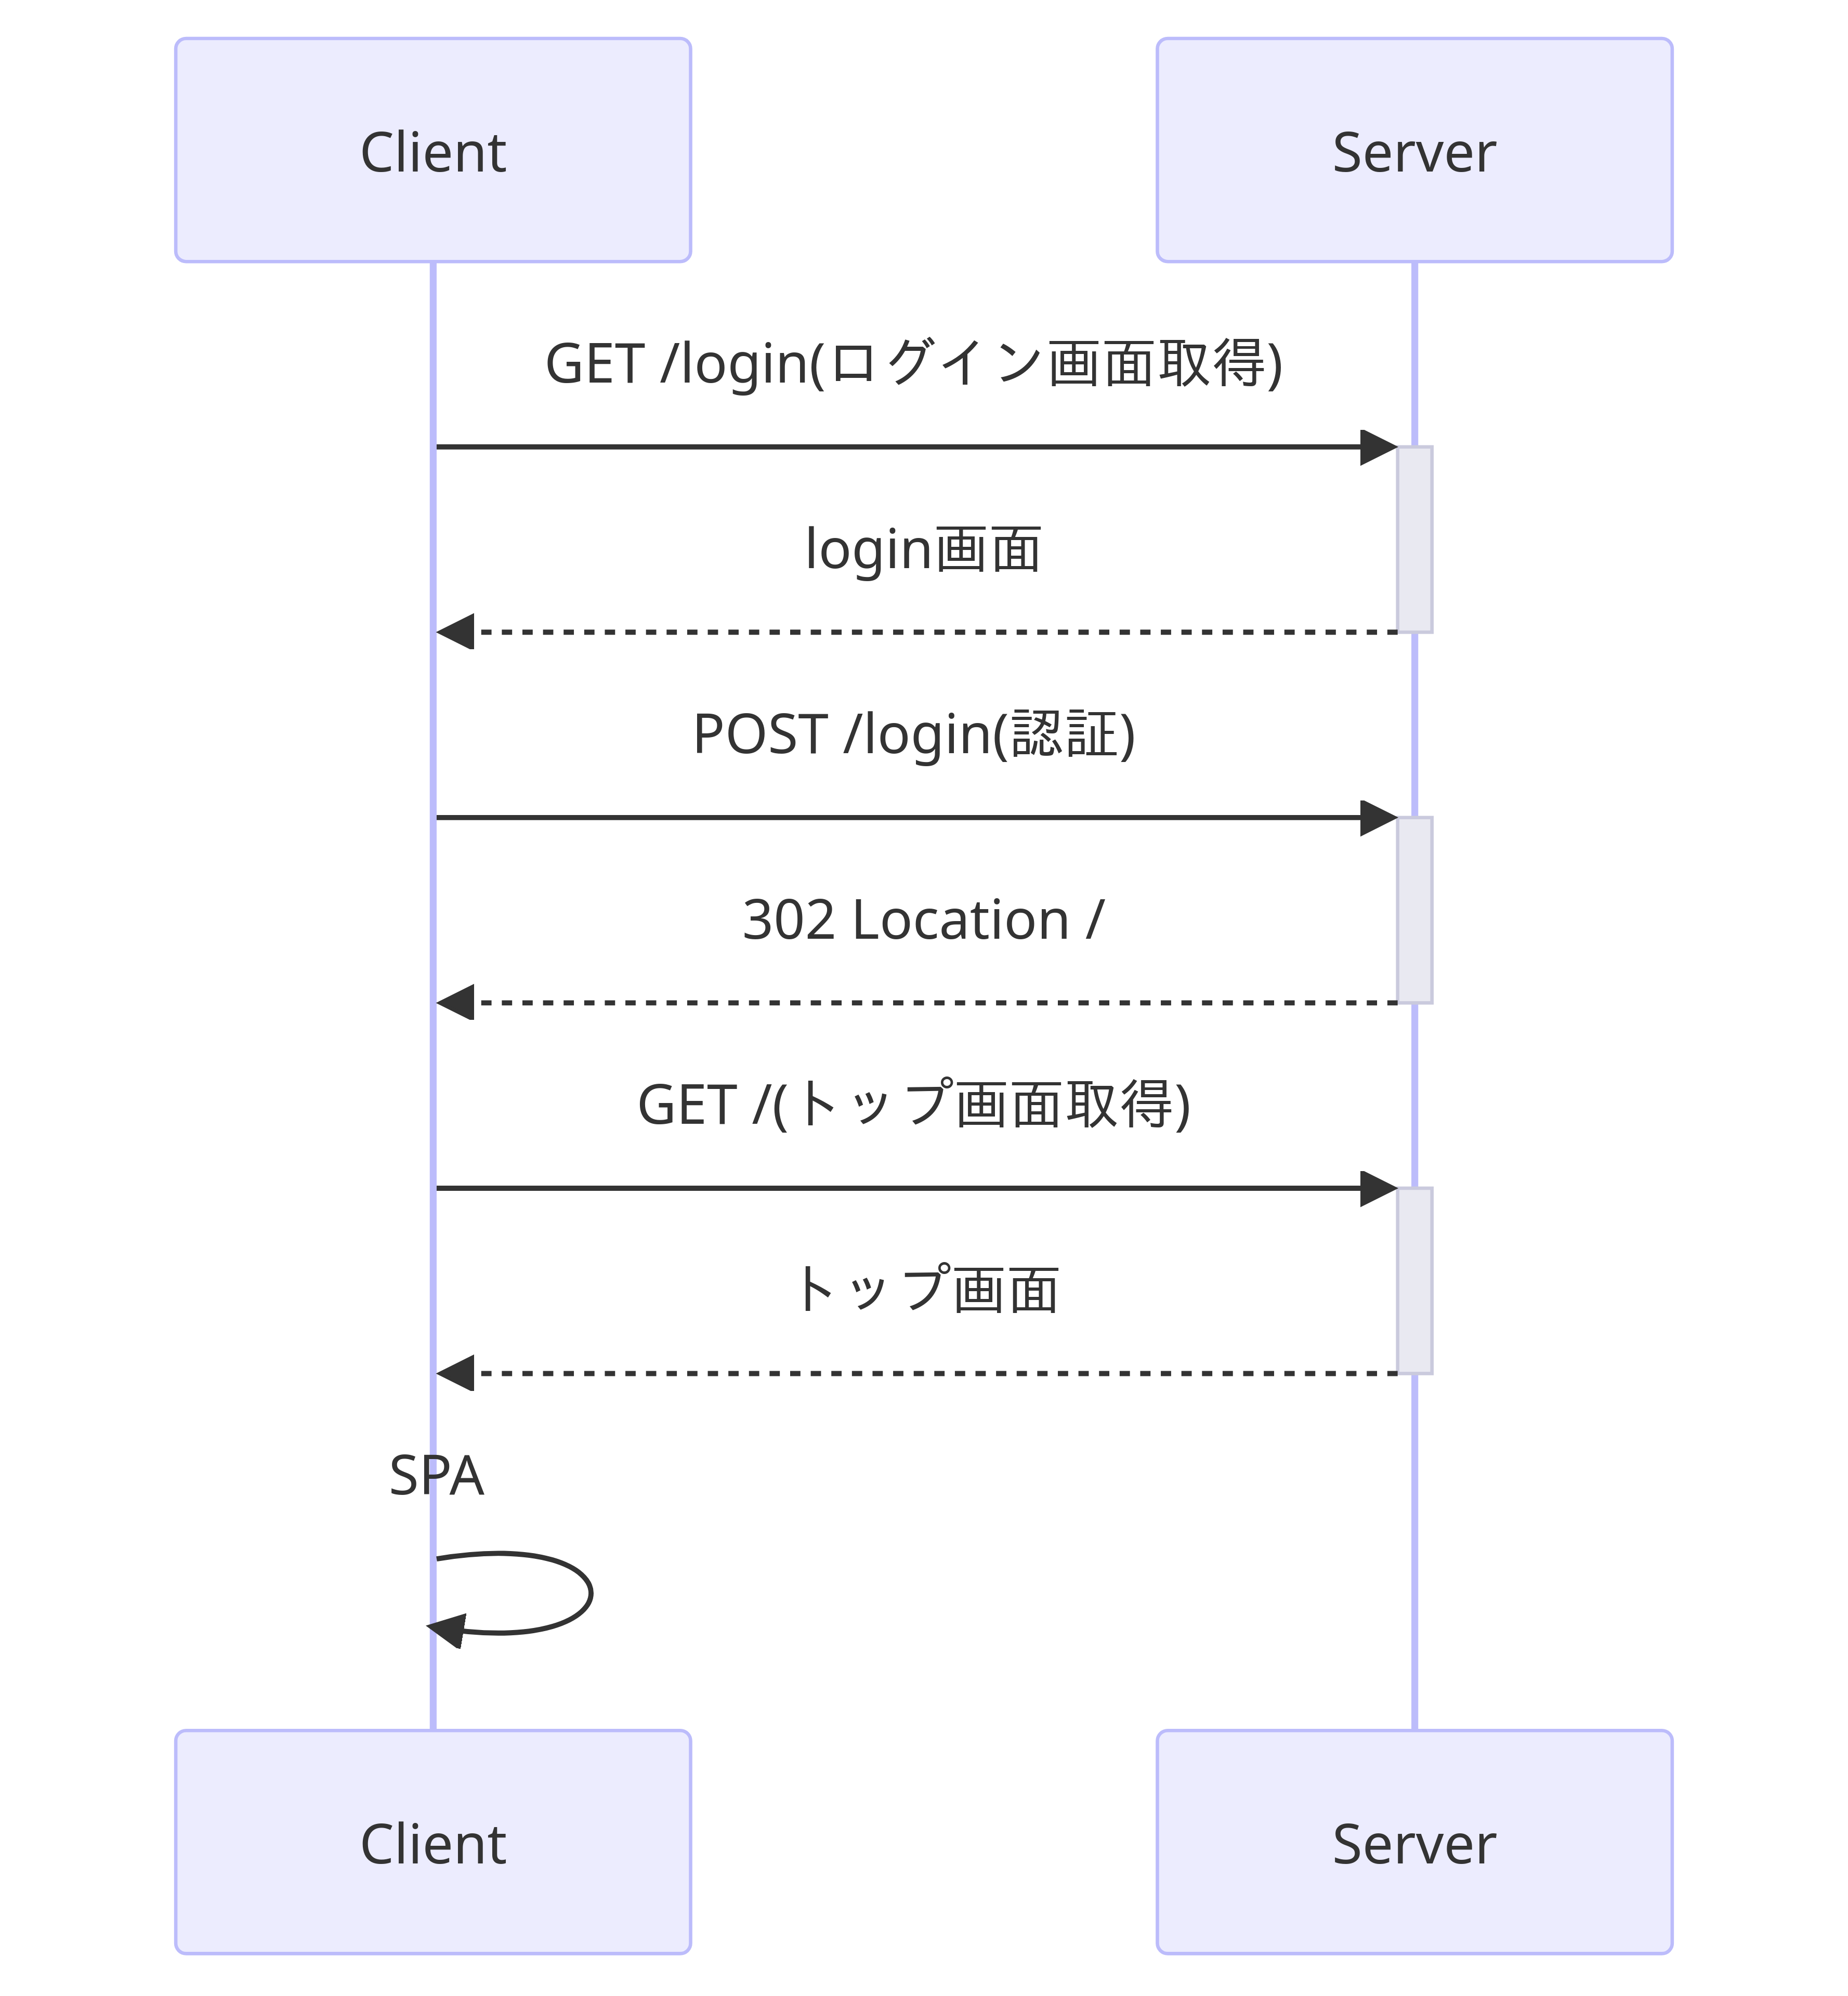 Client
Server
GET /login(ログイン画面取得)
login画面
POST /login(認証)
302 Location /
GET /(トップ画面取得)
トップ画面
SPA
Client
Server